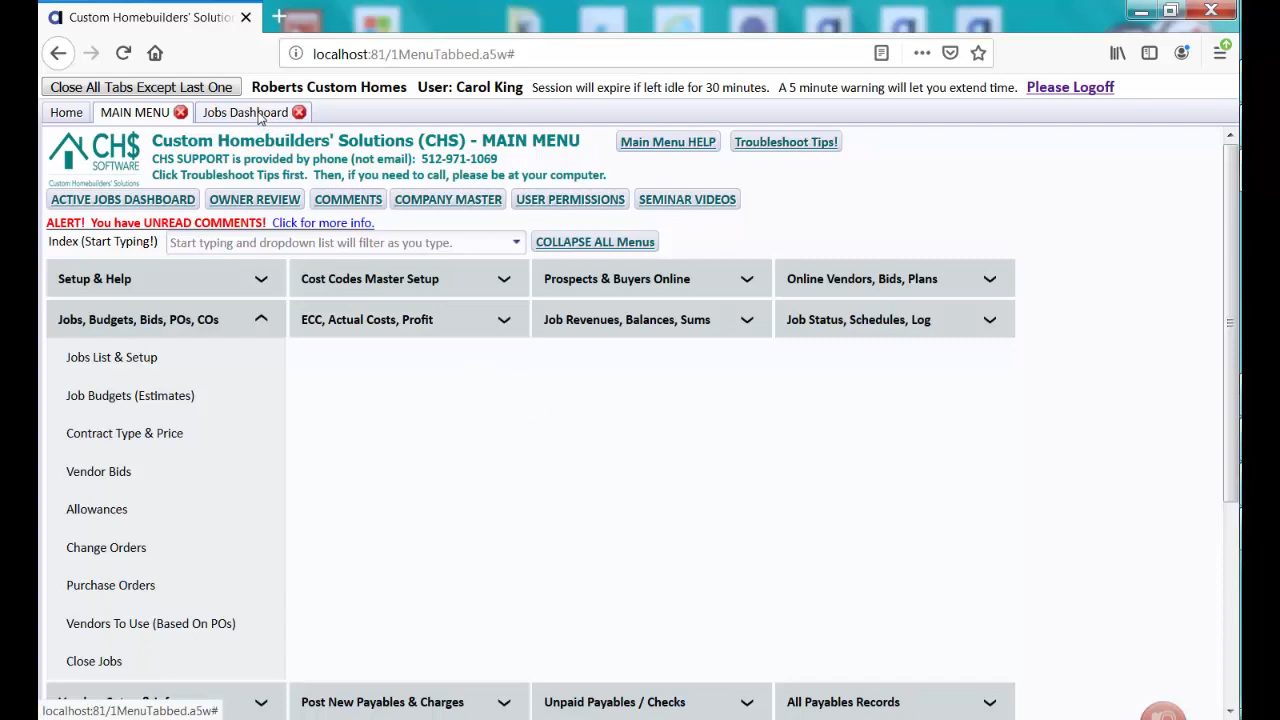 Custom Homebuilders' Solutio
localhost:81/1MenuTabbed.a5w#
Close All Tabs Except Last One Roberts Custom Homes User: Carol King Session will expire if left idle for 30 minutes. A 5 minute warning will let you extend time. Please Logoff
Home MAIN MENU Jobs Dashboard
CHS SOFTWARE
Custom Homebuilders' Solutions
Custom Homebuilders' Solutions (CHS) - MAIN MENU Main Menu HELP Troubleshoot Tips!
CHS SUPPORT is provided by phone (not email): 512-971-1069
Click Troubleshoot Tips first. Then, if you need to call, please be at your computer.
ACTIVE JOBS DASHBOARD OWNER REVIEW COMMENTS COMPANY MASTER USER PERMISSIONS SEMINAR VIDEOS
ALERT! You have UNREAD COMMENTS! Click for more info.
Index (Start Typing!) Start typing and dropdown list will filter as you type. COLLAPSE ALL Menus
Setup & Help Cost Codes Master Setup Prospects & Buyers Online Online Vendors, Bids, Plans
Jobs, Budgets, Bids, POs, COs ECC, Actual Costs, Profit Job Revenues, Balances, Sums Job Status, Schedules, Log
Jobs List & Setup
Job Budgets (Estimates)
Contract Type & Price
Vendor Bids
Allowances
Change Orders
Purchase Orders
Vendors To Use (Based On POs)
Close Jobs
Post New Payables & Charges Unpaid Payables / Checks All Payables Records
localhost:81/1MenuTabbed.a5w#